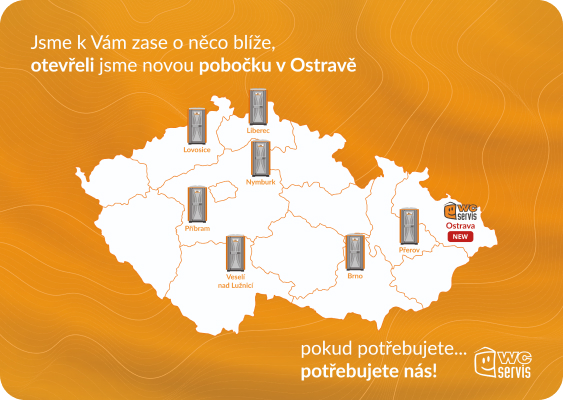 Jsme k Vám zase o něco blíže,
otevřeli jsme novou pobočku v Ostravě
Liberec
Lovosice
Nymburk
Příbram
WC
servis
Ostrava
NEW
Přerov
Veselí
nad Lužnicí
Brno
pokud potřebujete...
potřebujete nás!
WC
servis